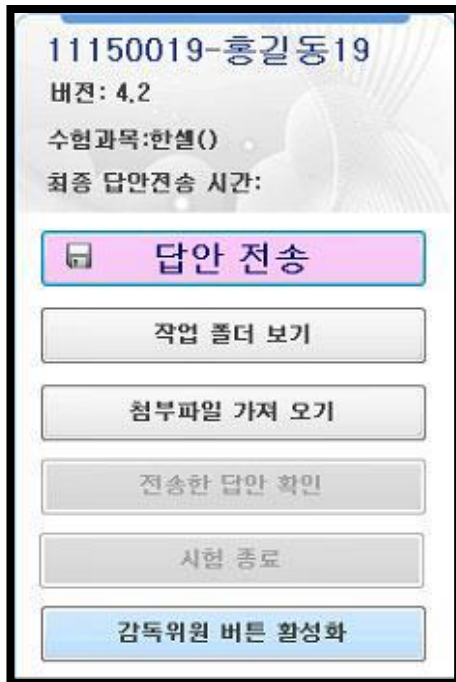 11150019-홍길동19
버전: 4.2
수험과목:한셀()
최종 답안전송 시간:
답안 전송
작업 폴더 보기
첨부파일 가져 오기
전송한 답안 확인
시험 종료
감독위원 버튼 활성화